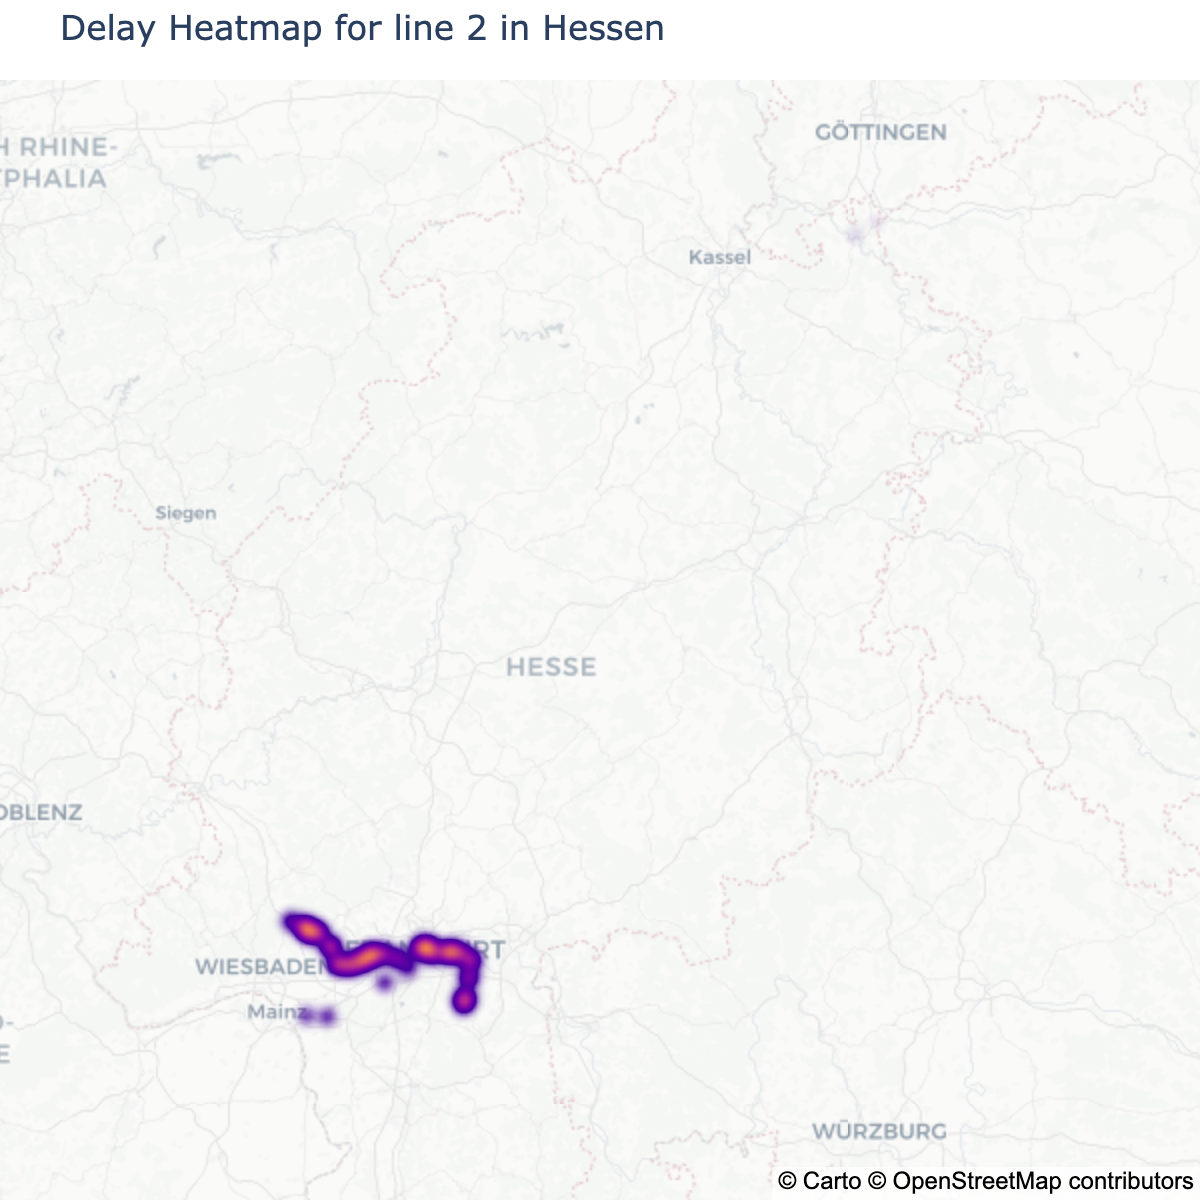 Delay Heatmap for line 2 in Hessen
GÖTTINGEN
H RHINE-
PHALIA
Kassel
Siegen
HESSE
OBLENZ
WIESBADEN
RT
Mainz
E
WÜRZBURG
© Carto © OpenStreetMap contributors